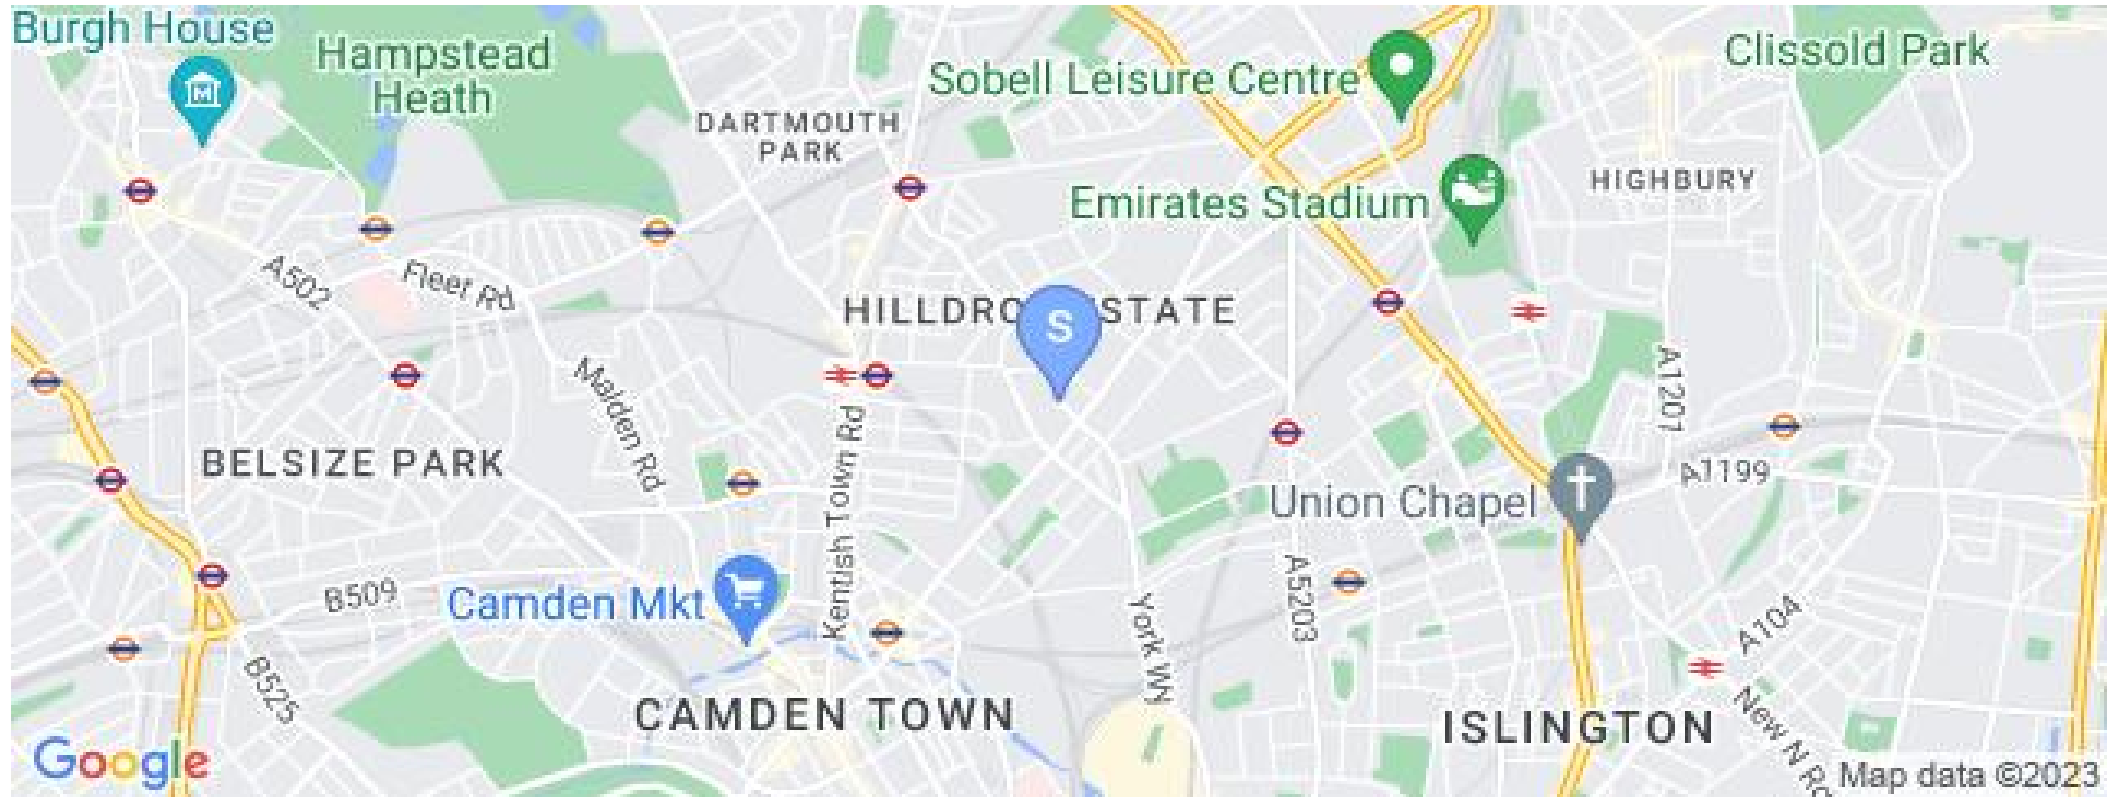 Burgh House
Hampstead
Heath
Clissold Park
Sobell Leisure Centre
DARTMOUTH
PARK
HIGHBURY
Emirates Stadium
A502
Fleet Rd
HILLDRO
S
STATE
A1201
Maiden Rd
Kentish Town Rd
BELSIZE PARK
A1199
Union Chapel
A5203
B509
Camden Mkt
York Wy
A104
B525
CAMDEN TOWN
ISLINGTON
New N Rd
Google
Map data ©2023